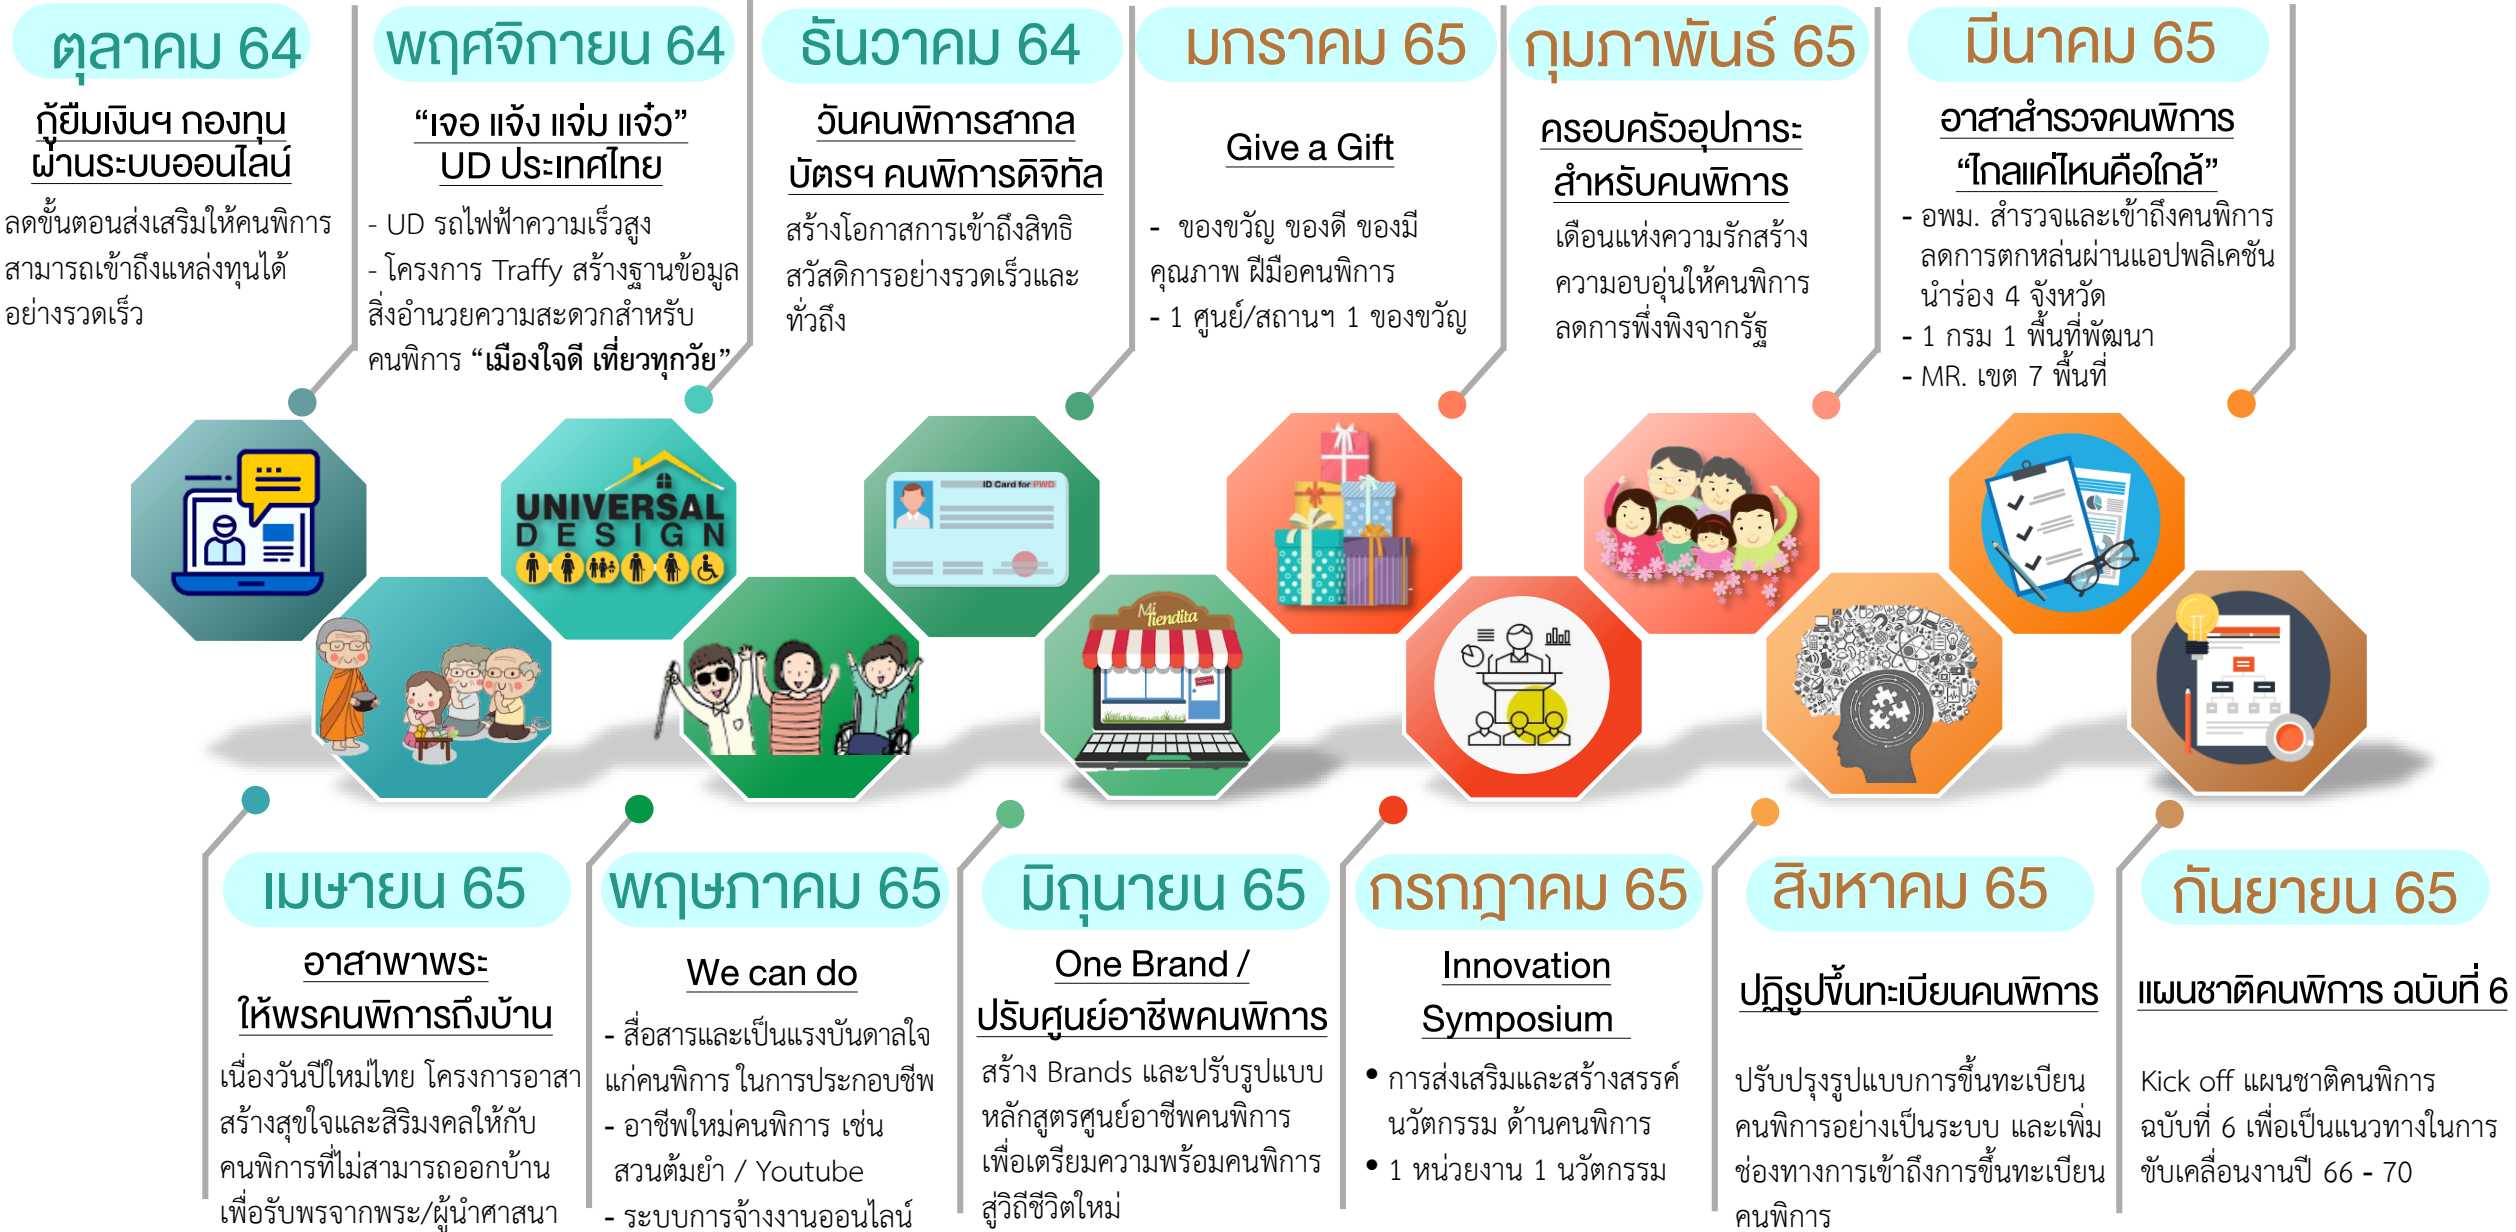 ตุลาคม 64
กู้ยืมเงินฯ กองทุน
ผ่านระบบออนไลน์
ลดขั้นตอนส่งเสริมให้คนพิการ
สามารถเข้าถึงแหล่งทุนได้
อย่างรวดเร็ว
พฤศจิกายน 64
“เจอ แจ้ง แจ่ม แจ๋ว”
UD ประเทศไทย
- UD รถไฟฟ้าความเร็วสูง
- โครงการ Traffy สร้างฐานข้อมูล
สิ่งอำนวยความสะดวกสำหรับ
คนพิการ “เมืองใจดี เที่ยวทุกวัย”
ธันวาคม 64
วันคนพิการสากล
บัตรฯ คนพิการดิจิทัล
สร้างโอกาสการเข้าถึงสิทธิ
สวัสดิการอย่างรวดเร็วและ
ทั่วถึง
มกราคม 65
Give a Gift
- ของขวัญ ของดี ของมี
คุณภาพ ฝีมือคนพิการ
- 1 ศูนย์/สถานฯ 1 ของขวัญ
กุมภาพันธ์ 65
ครอบครัวอุปการะ
สำหรับคนพิการ
เดือนแห่งความรักสร้าง
ความอบอุ่นให้คนพิการ
ลดการพึ่งพิงจากรัฐ
มีนาคม 65
อาสาสำรวจคนพิการ
“ไกลแค่ไหนคือใกล้”
- อพม. สำรวจและเข้าถึงคนพิการ
ลดการตกหล่นผ่านแอปพลิเคชัน
นำร่อง 4 จังหวัด
- 1 กรม 1 พื้นที่พัฒนา
- MR. เขต 7 พื้นที่
UNIVERSAL
DESIGN
ID Card for PWD
Mi
Tiendita
เมษายน 65
อาสาพาพระ
ให้พรคนพิการถึงบ้าน
เนื่องวันปีใหม่ไทย โครงการอาสา
สร้างสุขใจและสิริมงคลให้กับ
คนพิการที่ไม่สามารถออกบ้าน
เพื่อรับพรจากพระ/ผู้นำศาสนา
พฤษภาคม 65
We can do
- สื่อสารและเป็นแรงบันดาลใจ
แก่คนพิการ ในการประกอบชีพ
- อาชีพใหม่คนพิการ เช่น
สวนต้มยำ / Youtube
- ระบบการจ้างงานออนไลน์
มิถุนายน 65
One Brand /
ปรับศูนย์อาชีพคนพิการ
สร้าง Brands และปรับรูปแบบ
หลักสูตรศูนย์อาชีพคนพิการ
เพื่อเตรียมความพร้อมคนพิการ
สู่วิถีชีวิตใหม่
กรกฎาคม 65
Innovation
Symposium
• การส่งเสริมและสร้างสรรค์
นวัตกรรม ด้านคนพิการ
• 1 หน่วยงาน 1 นวัตกรรม
สิงหาคม 65
ปฏิรูปขึ้นทะเบียนคนพิการ
ปรับปรุงรูปแบบการขึ้นทะเบียน
คนพิการอย่างเป็นระบบ และเพิ่ม
ช่องทางการเข้าถึงการขึ้นทะเบียน
คนพิการ
กันยายน 65
แผนชาติคนพิการ ฉบับที่ 6
Kick off แผนชาติคนพิการ
ฉบับที่ 6 เพื่อเป็นแนวทางในการ
ขับเคลื่อนงานปี 66 - 70